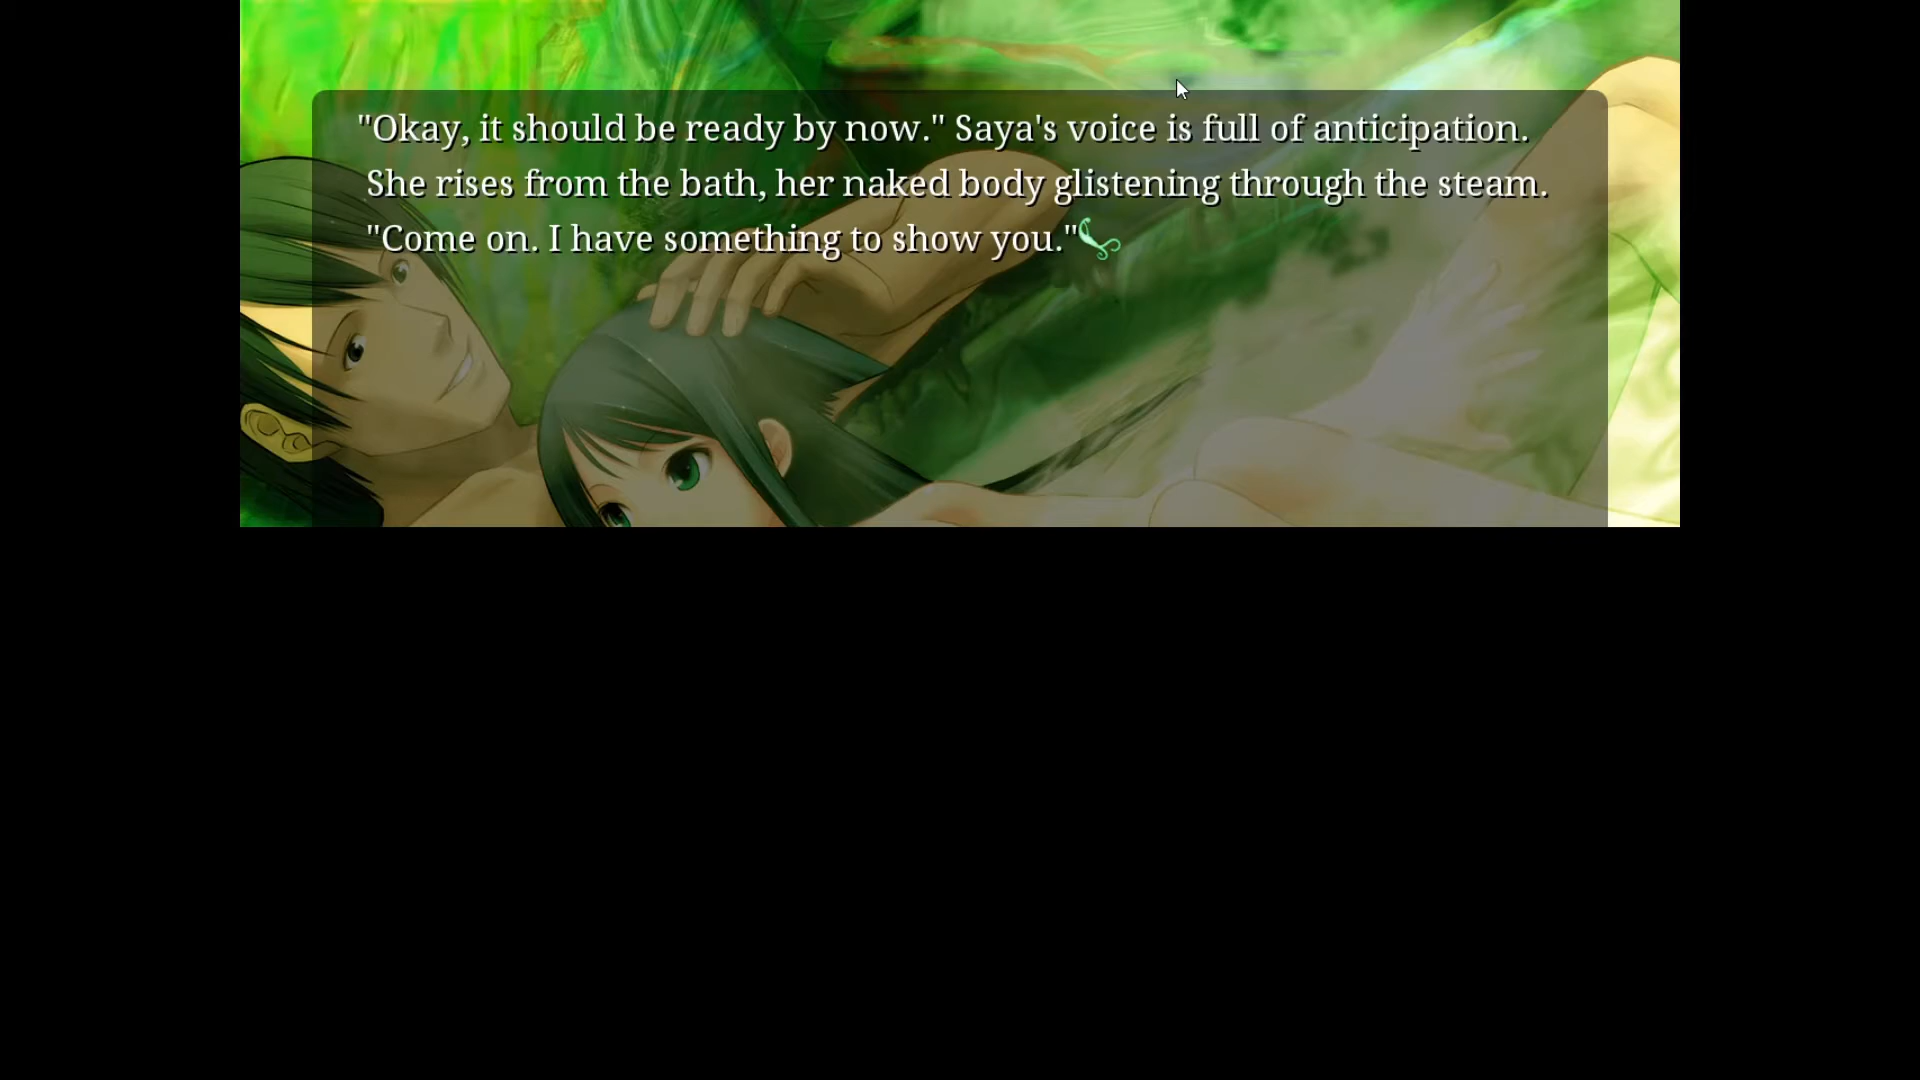 "Okay, it should be ready by now." Saya's voice is full of anticipation.
She rises from the bath, her naked body glistening through the steam.
"Come on. I have something to show you."